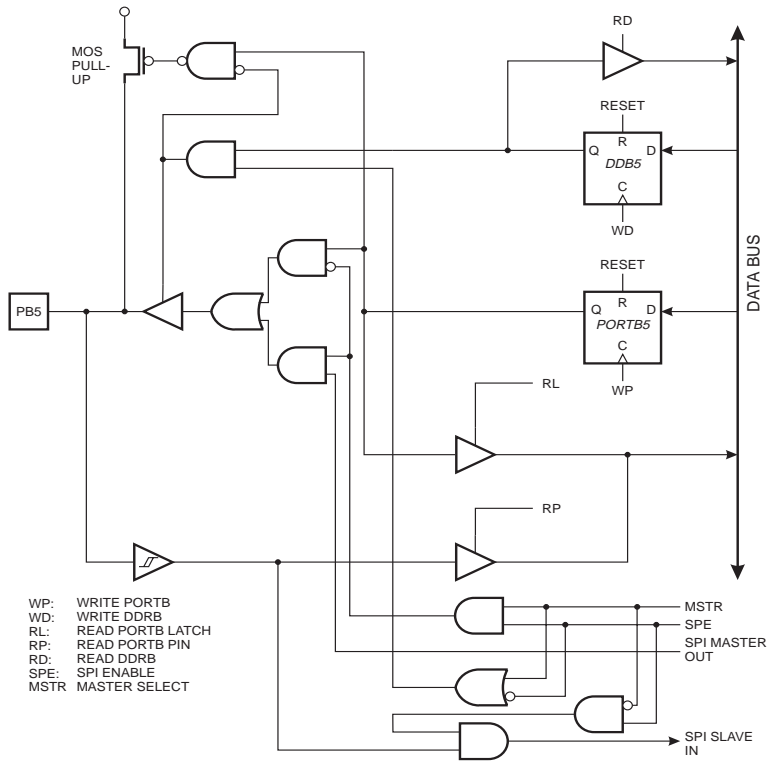 RD
MOS
PULL-
UP
RESET
R
Q
D
DDB5
C
WD
RESET
R
Q
D
PORTB5
C
WP
DATA BUS
PB5
RL
RP
WP: WRITE PORTB
WD: WRITE DDRB
RL: READ PORTB LATCH
RP: READ PORTB PIN
RD: READ DDRB
SPE: SPI ENABLE
MSTR MASTER SELECT
MSTR
SPE
SPI MASTER
OUT
SPI SLAVE
IN